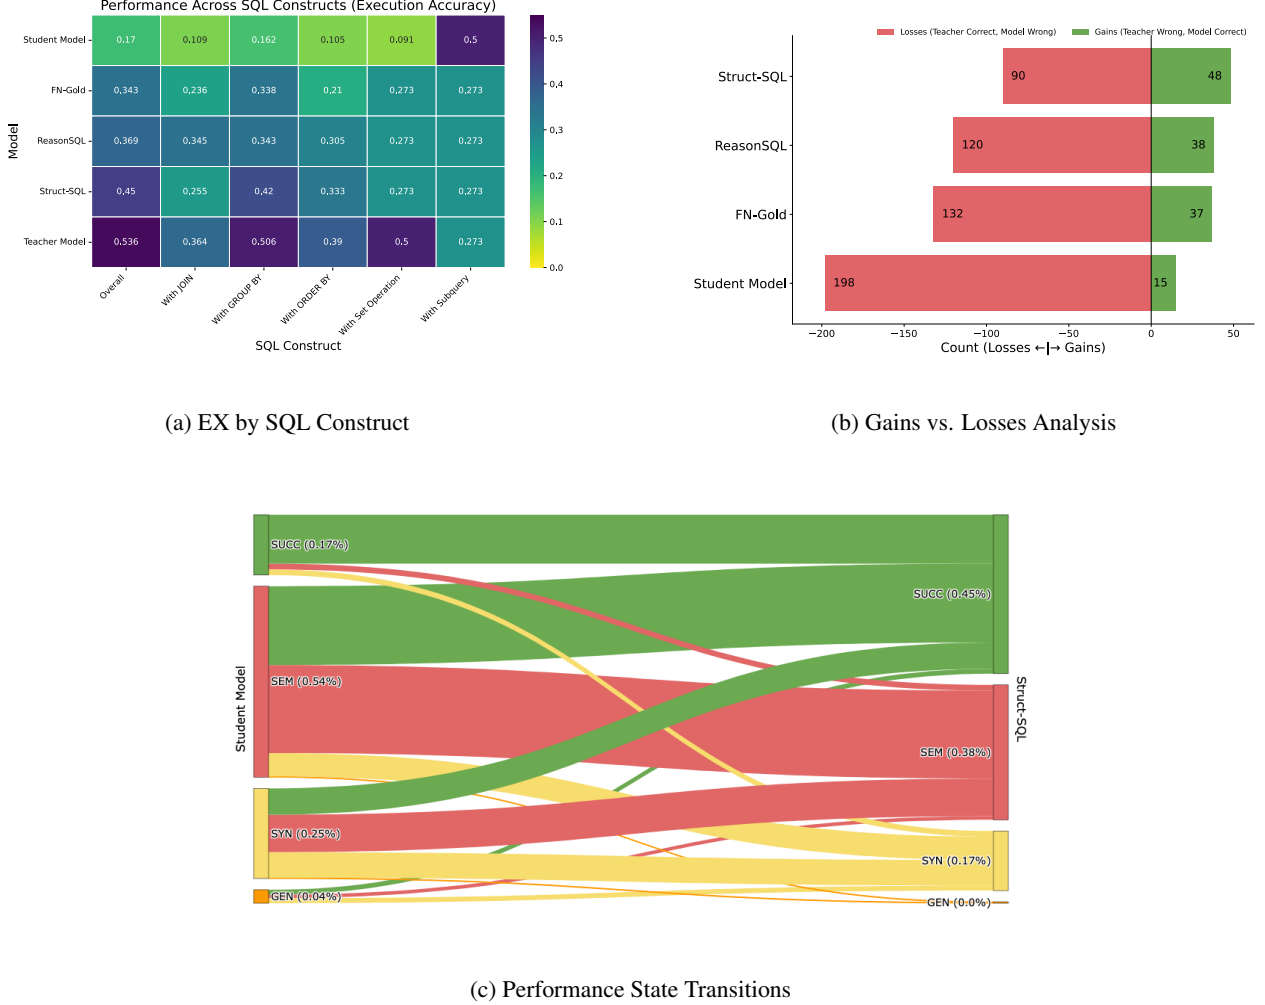 Performance Across SQL Constructs (Execution Accuracy)
Model
Student Model 0.17 0.109 0.162 0.105 0.091 0.5
FN-Gold 0.343 0.236 0.338 0.21 0.273 0.273
ReasonSQL 0.369 0.345 0.343 0.305 0.273 0.273
Struct-SQL 0.45 0.255 0.42 0.333 0.273 0.273
Teacher Model 0.536 0.364 0.506 0.39 0.5 0.273
Overall With JOIN With GROUP BY With ORDER BY With Set Operation With Subquery
SQL Construct
0.5
0.4
0.3
0.2
0.1
0.0
Losses (Teacher Correct, Model Wrong) Gains (Teacher Wrong, Model Correct)
Struct-SQL 90 48
ReasonSQL 120 38
FN-Gold 132 37
Student Model 198 15
−200 −150 −100 −50 0 50
Count (Losses ←|→ Gains)
(a) EX by SQL Construct
(b) Gains vs. Losses Analysis
Student Model
SUCC (0.17%)
SEM (0.54%)
SYN (0.25%)
GEN (0.04%)
SUCC (0.45%)
SEM (0.38%)
SYN (0.17%)
GEN (0.0%)
Struct-SQL
(c) Performance State Transitions